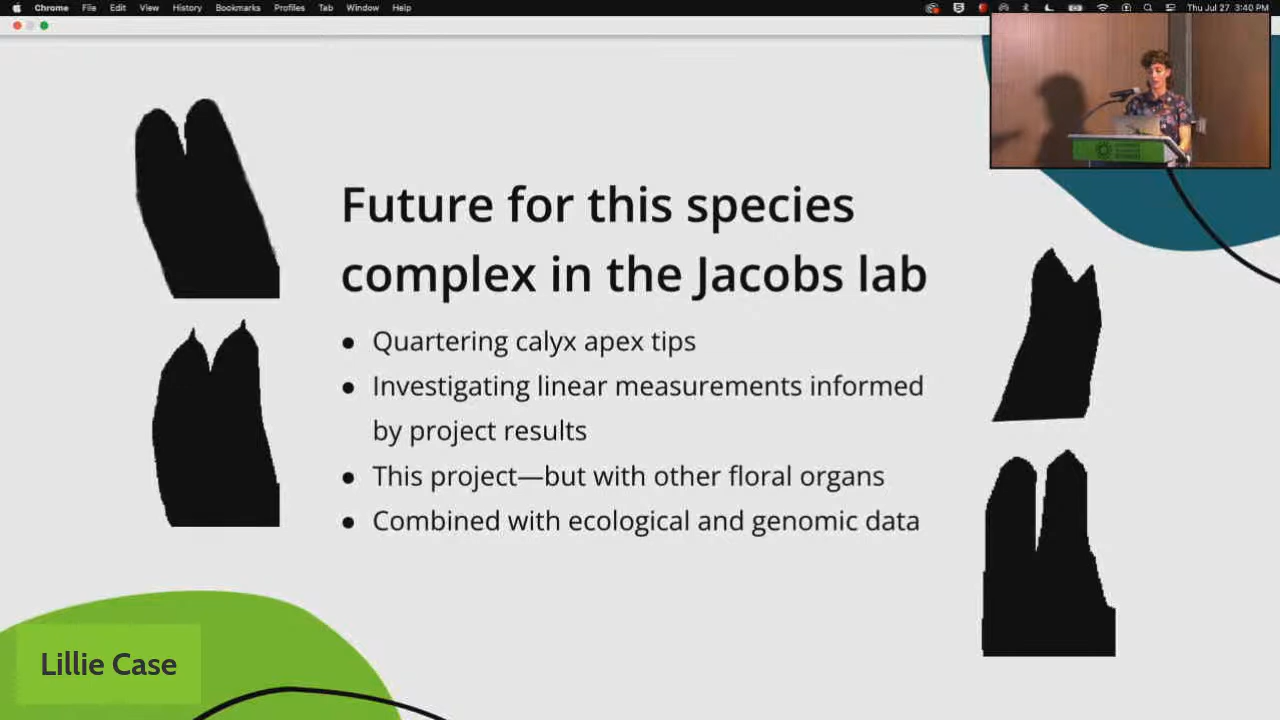 Chrome File Edit View History Bookmarks Profiles Tab Window Help Thu Jul 27 3:40 PM
Future for this species
complex in the Jacobs lab
● Quartering calyx apex tips
● Investigating linear measurements informed
by project results
● This project—but with other floral organs
● Combined with ecological and genomic data
Lillie Case